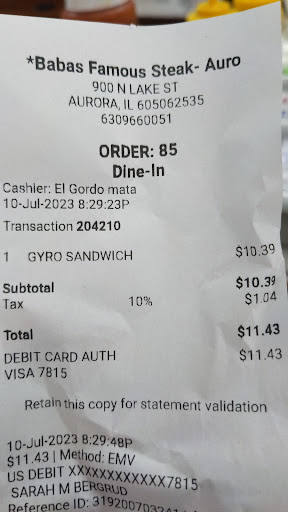 *Babas Famous Steak- Auro
900 N LAKE ST
AURORA, IL 605062535
6309660051
ORDER: 85
Dine-In
Cashier: El Gordo mata
10-Jul-2023 8:29:23P
Transaction 204210
1 GYRO SANDWICH $10.39
Subtotal $10.39
Tax 10% $1.04
Total $11.43
DEBIT CARD AUTH $11.43
VISA 7815
Retain this copy for statement validation
10-Jul-2023 8:29:48P
$11.43 | Method: EMV
US DEBIT XXXXXXXXXXXX7815
SARAH M BERGRUD
Reference ID: